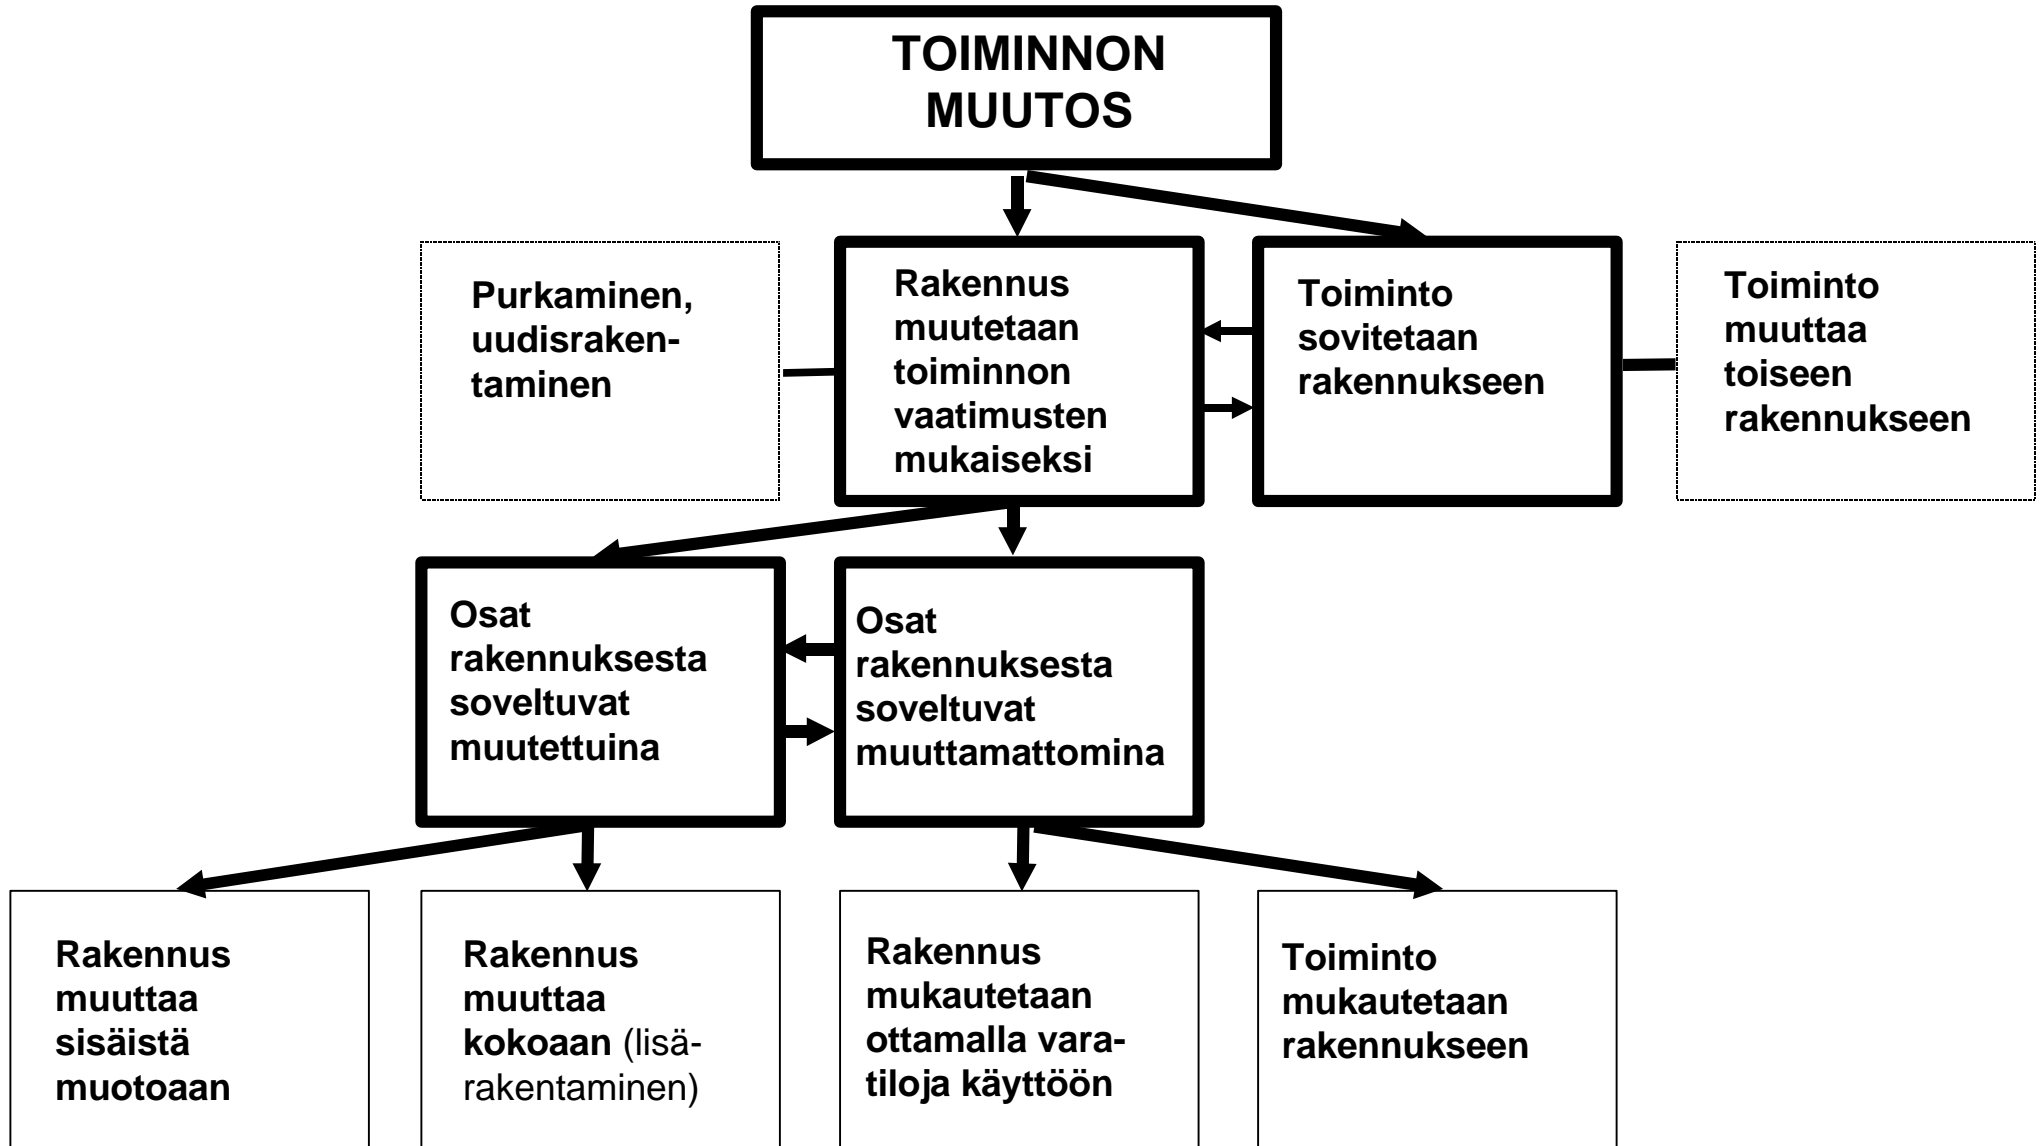 TOIMINNON
MUUTOS
Purkaminen,
uudisraken-
taminen
Rakennus
muutetaan
toiminnon
vaatimusten
mukaiseksi
Toiminto
sovitetaan
rakennukseen
Toiminto
muuttaa
toiseen
rakennukseen
Osat
rakennuksesta
soveltuvat
muutettuina
Osat
rakennuksesta
soveltuvat
muuttamattomina
Rakennus
muuttaa
sisäistä
muotoaan
Rakennus
muuttaa
kokoaan (lisä-
rakentaminen)
Rakennus
mukautetaan
ottamalla vara-
tiloja käyttöön
Toiminto
mukautetaan
rakennukseen